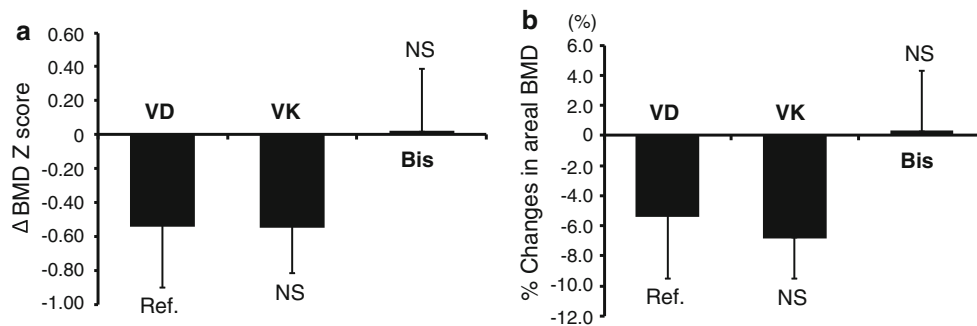 a
Δ BMD Z score
0.60
0.40
0.20
0
-0.20
-0.40
-0.60
-0.80
-1.00
VD
VK
NS
Bis
Ref.
NS
b
(%)
% Changes in areal BMD
6.0
4.0
2.0
0
-2.0
-4.0
-6.0
-8.0
-10.0
-12.0
VD
VK
NS
Bis
Ref.
NS